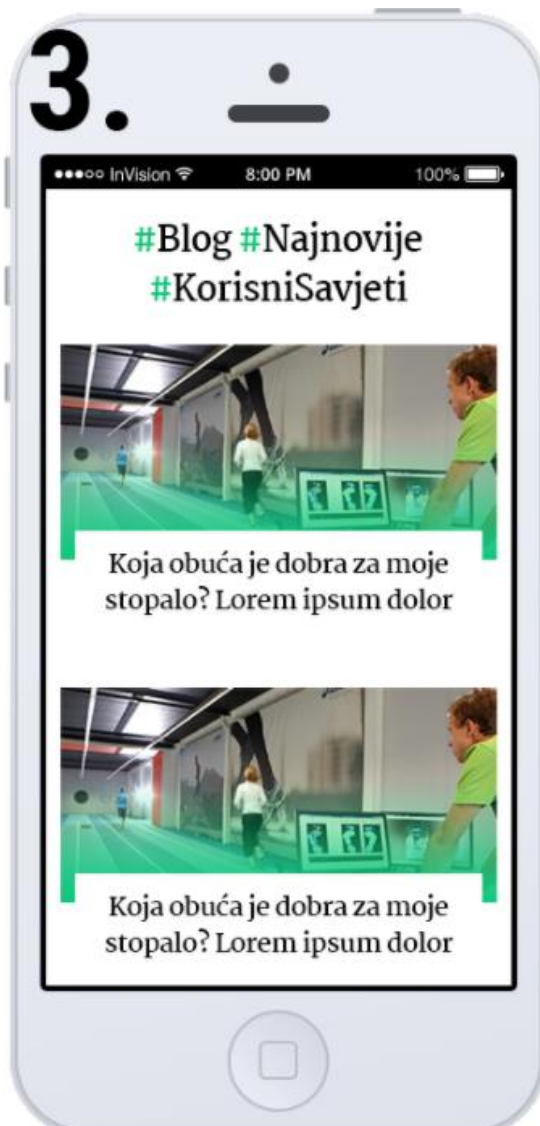 3.
InVision 8:00 PM 100%
#Blog #Najnovije
#KorisniSavjeti
Koja obuća je dobra za moje
stopalo? Lorem ipsum dolor
Koja obuća je dobra za moje
stopalo? Lorem ipsum dolor